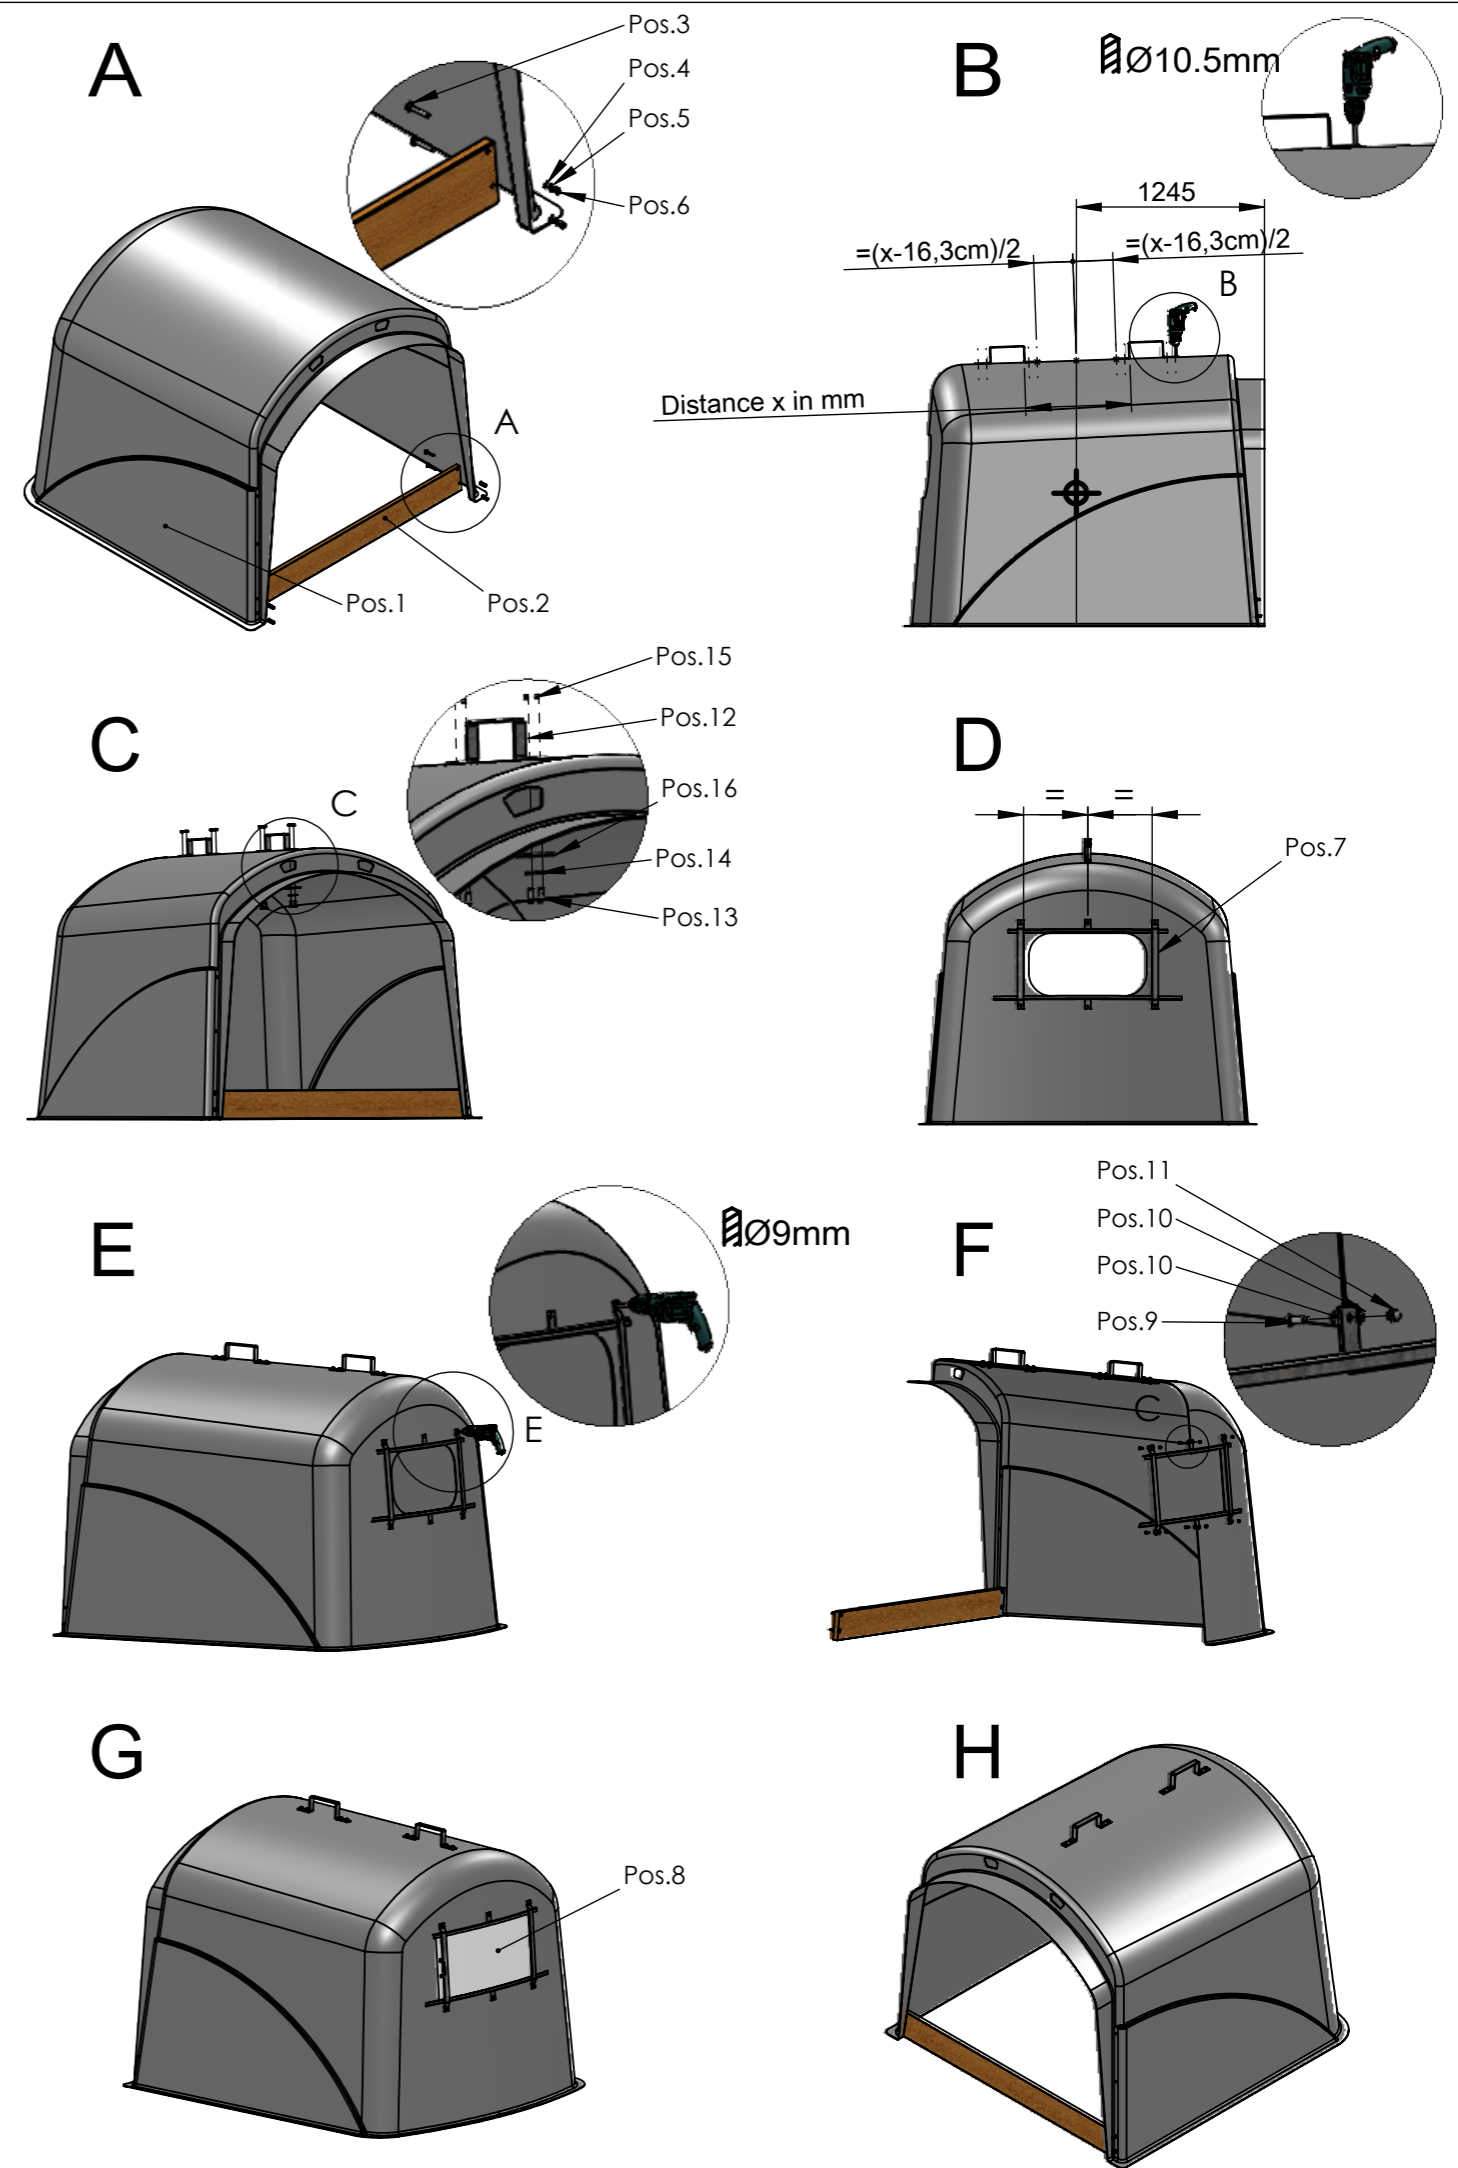 A
Pos.3
Pos.4
Pos.5
Pos.6
A
Pos.1
Pos.2
B
Ø10.5mm
1245
=(x-16,3cm)/2
=(x-16,3cm)/2
B
Distance x in mm
C
Pos.15
Pos.12
Pos.16
Pos.14
Pos.13
C
D
= =
Pos.7
E
Ø9mm
E
F
Pos.11
Pos.10
Pos.10
Pos.9
C
G
Pos.8
H